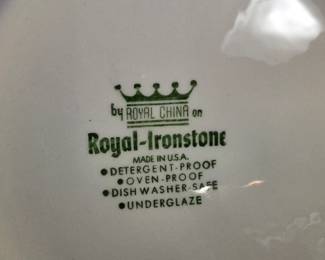 by ROYAL CHINA on
Royal-Ironstone
MADE IN U.S.A.
• DETERGENT-PROOF
• OVEN-PROOF
• DISH WASHER-SAFE
• UNDERGLAZE